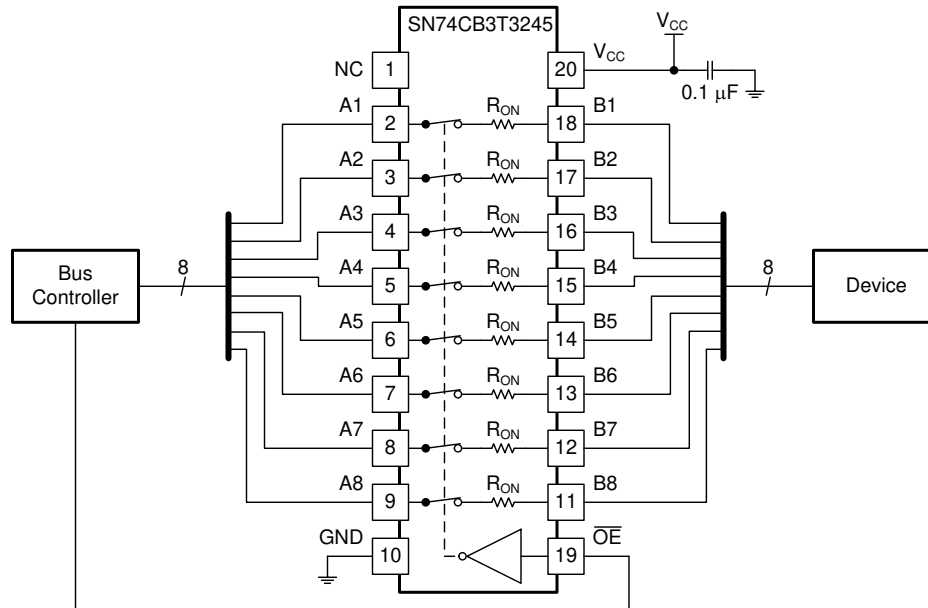 SN74CB3T3245
VCC
NC 1 20 VCC
0.1 μF
A1 2 RON 18 B1
A2 3 RON 17 B2
A3 4 RON 16 B3
A4 5 RON 15 B4
Bus Controller 8
8 Device
A5 6 RON 14 B5
A6 7 RON 13 B6
A7 8 RON 12 B7
A8 9 RON 11 B8
GND 10 19 O̅E̅